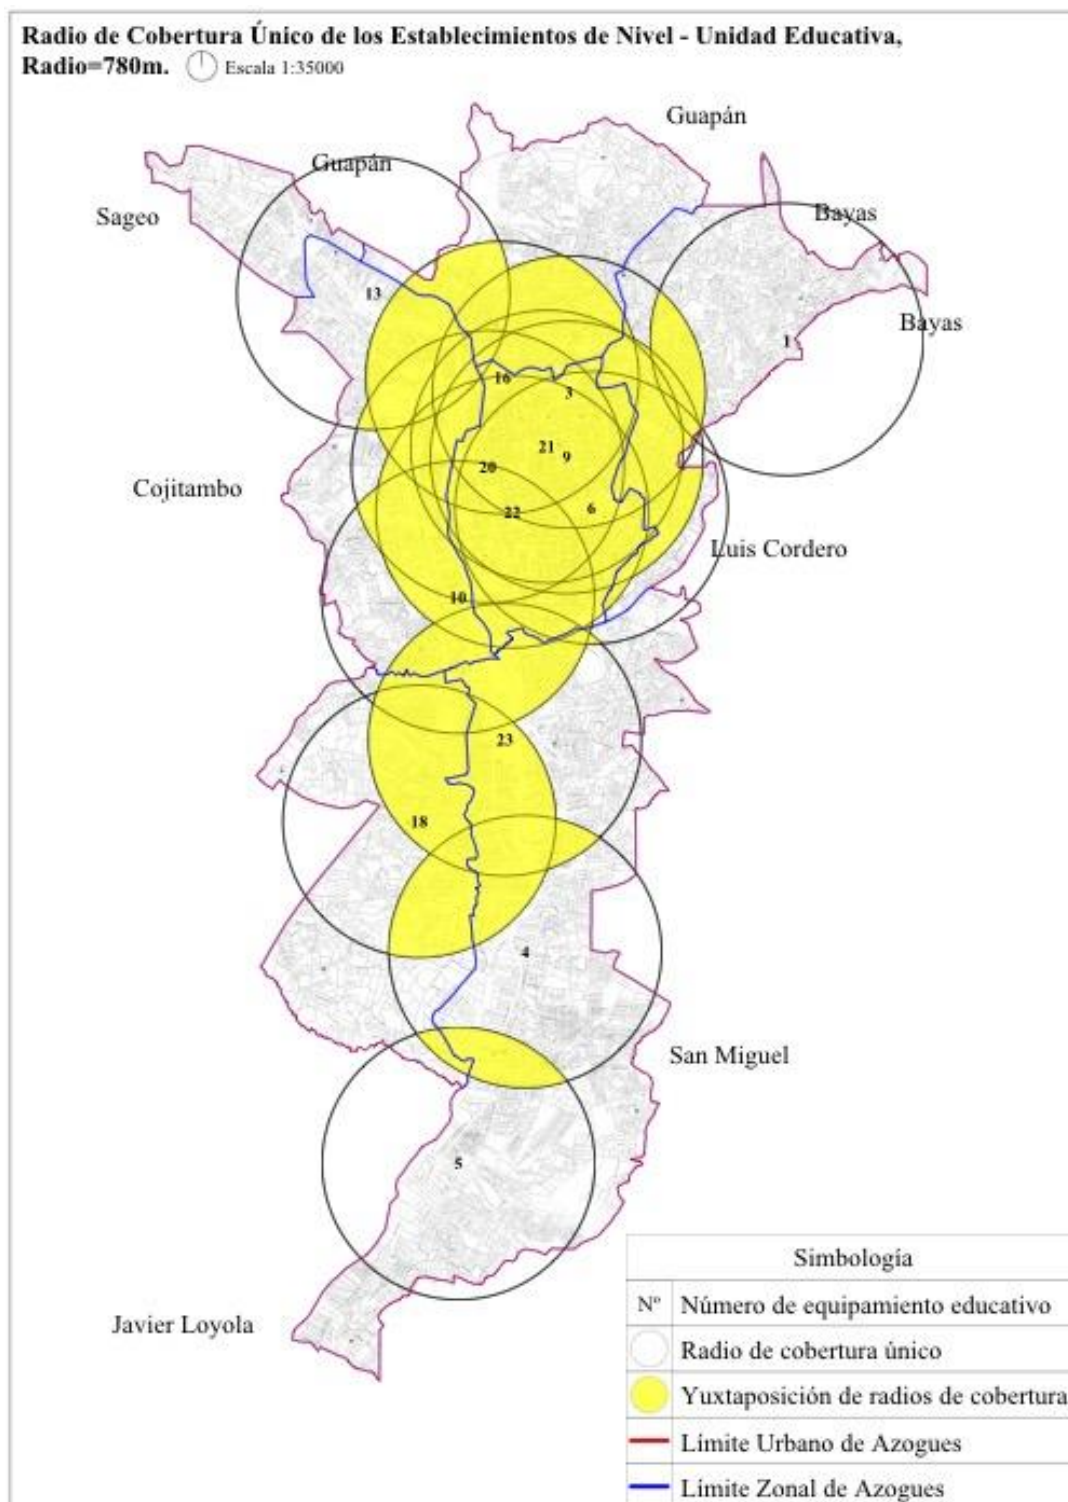 Radio de Cobertura Único de los Establecimientos de Nivel - Unidad Educativa,
Radio=780m. Escala 1:35000
Guapán
Guapán
Sageo
Bayas
13
Bayas
1
16
3
21
9
20
Cojitambo
6
22
Luis Cordero
10
23
18
4
San Miguel
5
Javier Loyola
Simbología
Nº Número de equipamiento educativo
Radio de cobertura único
Yuxtaposición de radios de cobertura
Límite Urbano de Azogues
Límite Zonal de Azogues